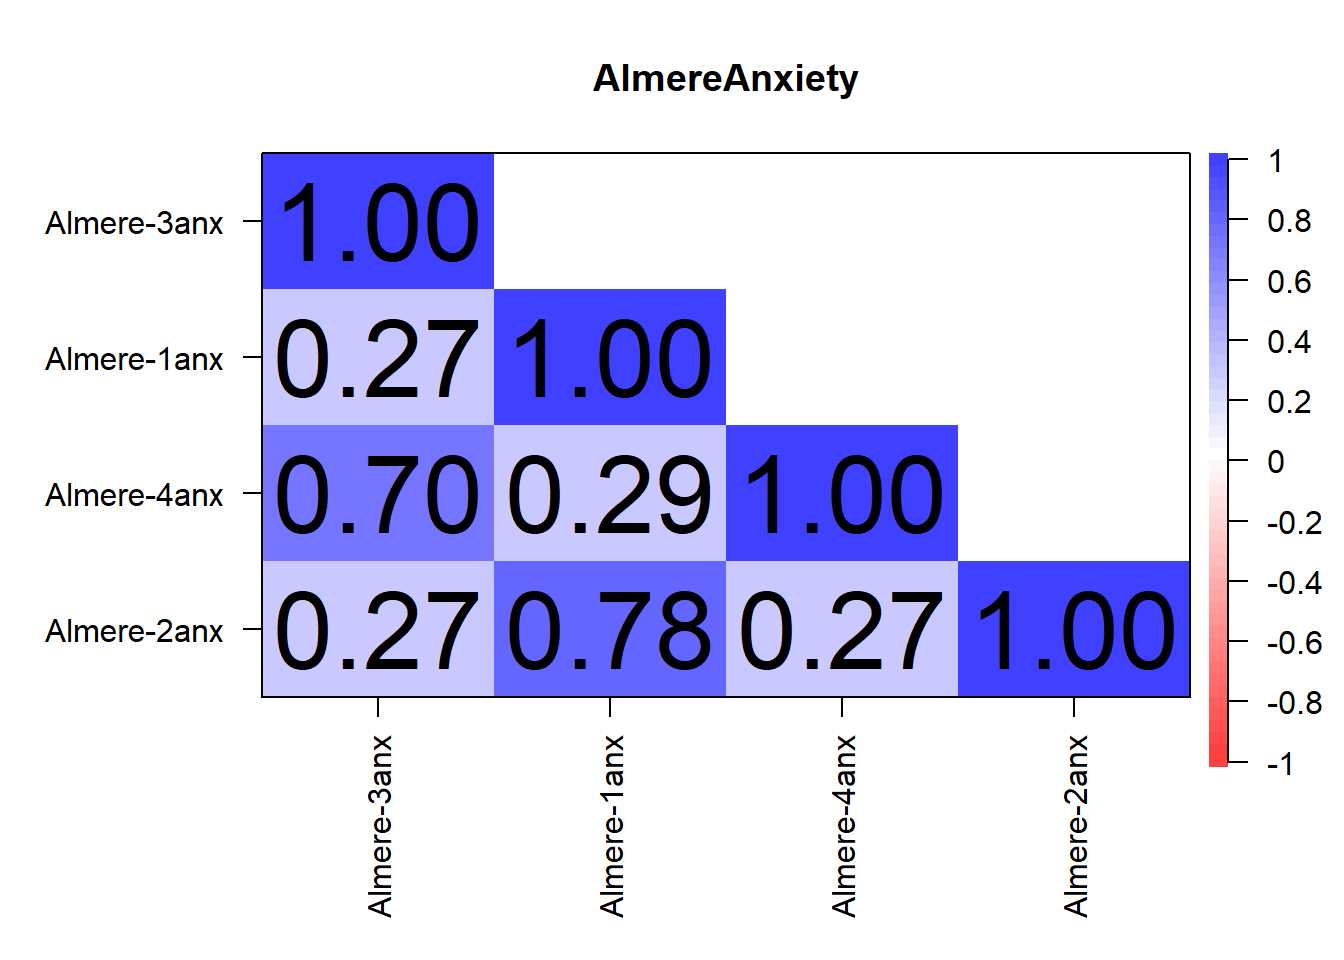 AlmereAnxiety
Almere-3anx
1.00
Almere-1anx
0.27 1.00
Almere-4anx
0.70 0.29 1.00
Almere-2anx
0.27 0.78 0.27 1.00
Almere-3anx
Almere-1anx
Almere-4anx
Almere-2anx
1
0.8
0.6
0.4
0.2
0
-0.2
-0.4
-0.6
-0.8
-1